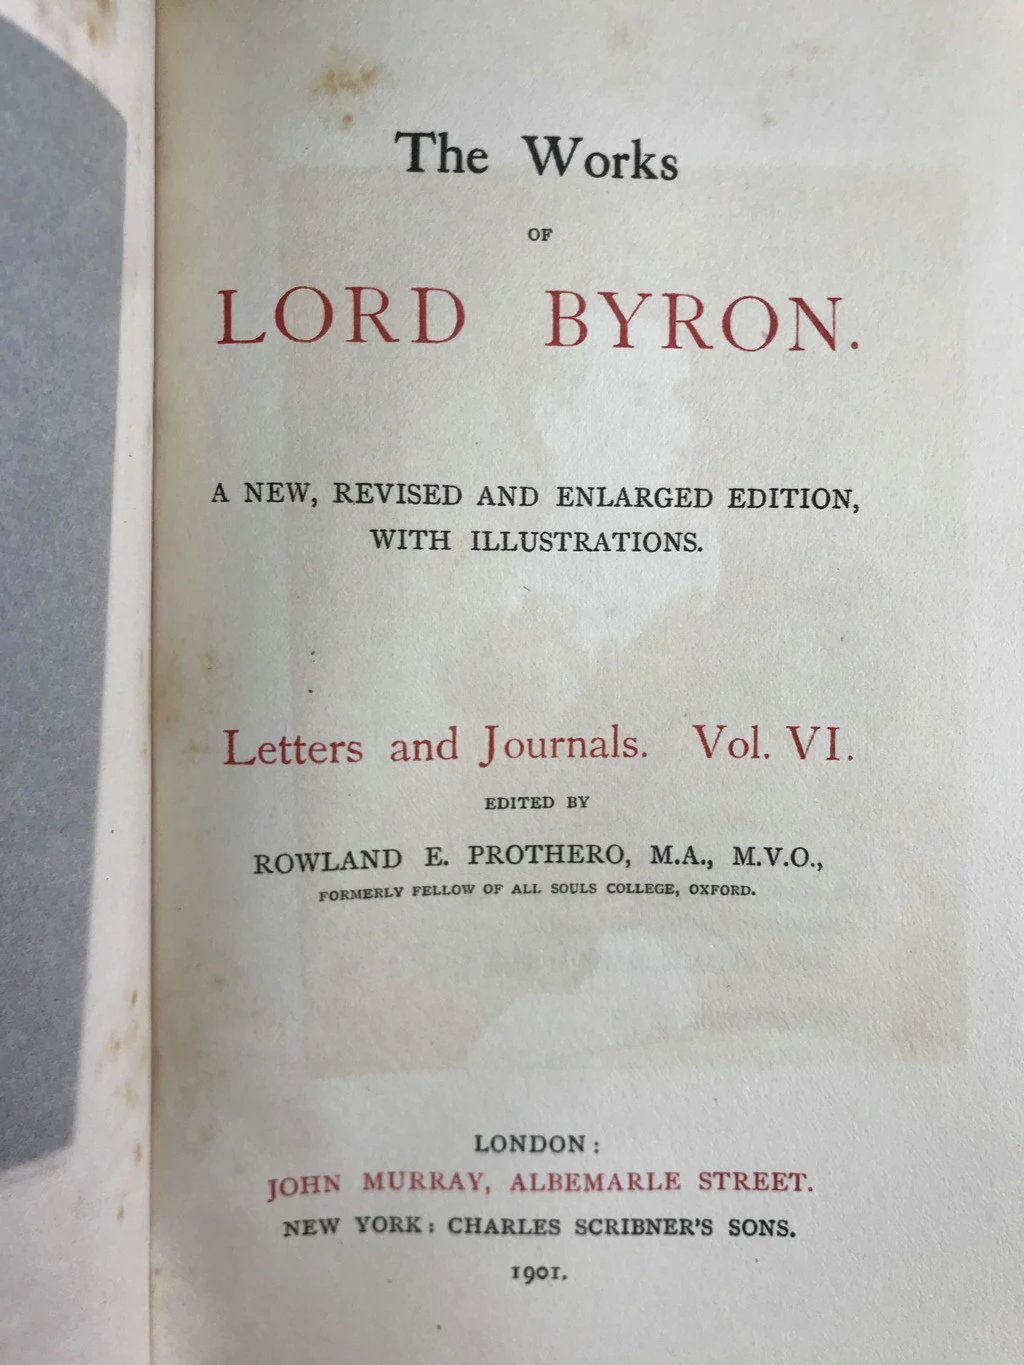 The Works
OF
LORD BYRON.
A NEW, REVISED AND ENLARGED EDITION,
WITH ILLUSTRATIONS.
Letters and Journals. Vol. VI.
EDITED BY
ROWLAND E. PROTHERO, M.A., M.V.O.,
FORMERLY FELLOW OF ALL SOULS COLLEGE, OXFORD.
LONDON:
JOHN MURRAY, ALBEMARLE STREET.
NEW YORK: CHARLES SCRIBNER'S SONS.
1901.